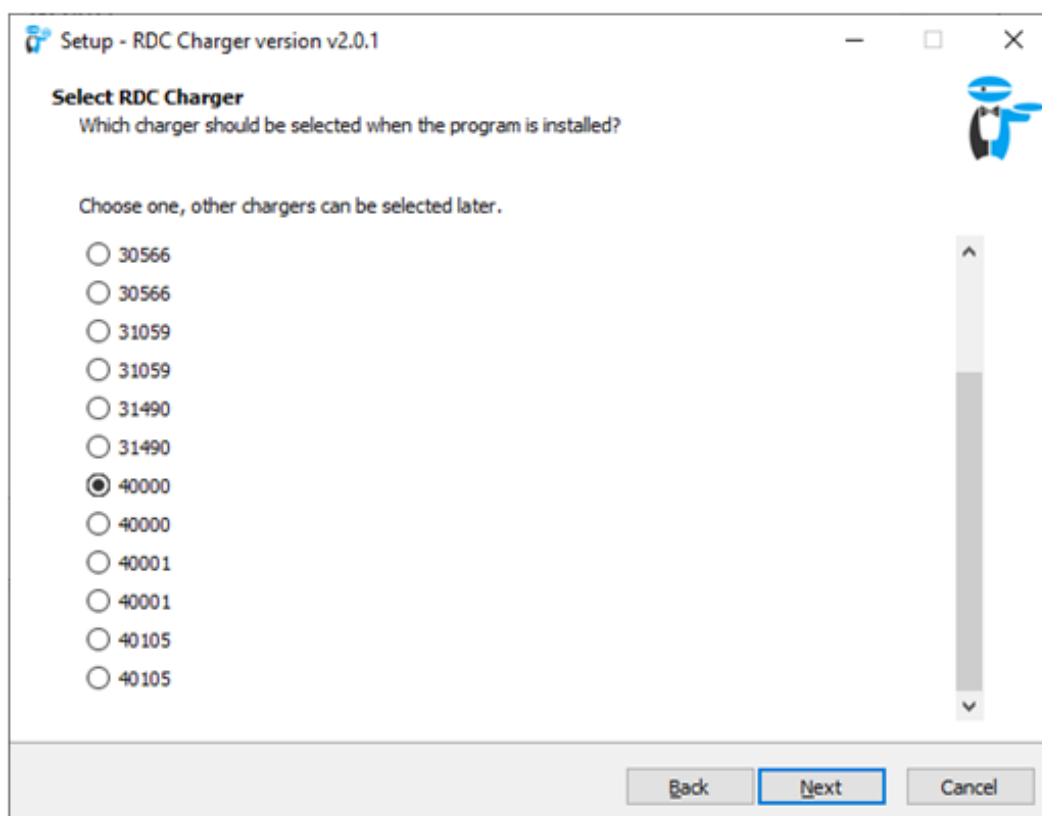 Setup - RDC Charger version v2.0.1
Select RDC Charger
Which charger should be selected when the program is installed?
Choose one, other chargers can be selected later.
30566
30566
31059
31059
31490
31490
40000
40000
40001
40001
40105
40105
Back Next Cancel